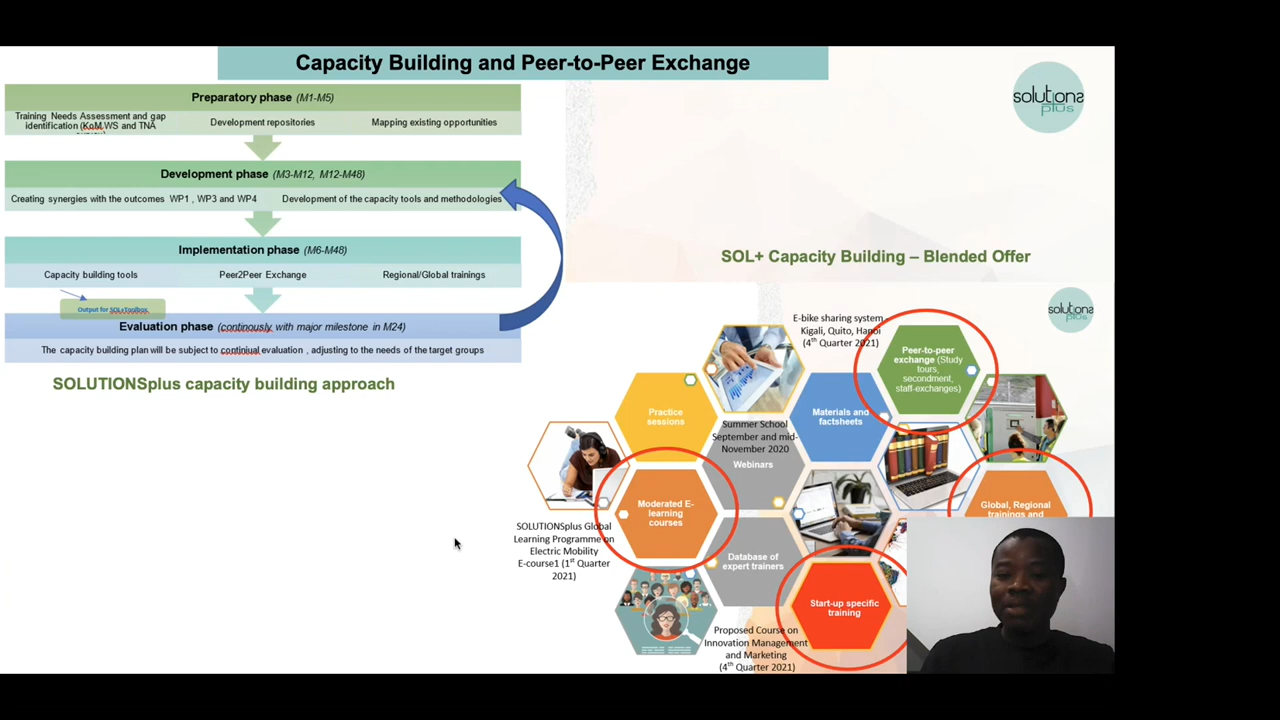 Capacity Building and Peer-to-Peer Exchange
solutions
plus
Preparatory phase (M1-M5)
Training Needs Assessment and gap
identification (KoM WS and TNA
Development repositories
Mapping existing opportunities
Development phase (M3-M12, M12-M48)
Creating synergies with the outcomes WP1 , WP3 and WP4
Development of the capacity tools and methodologies
Implementation phase (M6-M48)
Capacity building tools
Peer2Peer Exchange
Regional/Global trainings
Output for SOL+Toolbox.
Evaluation phase (continously with major milestone in M24)
The capacity building plan will be subject to continiual evaluation , adjusting to the needs of the target groups
SOLUTIONSplus capacity building approach
SOL+ Capacity Building – Blended Offer
solutions
plus
E-bike sharing system
Kigali, Quito, Hanoi
(4th Quarter 2021)
Peer-to-peer
exchange (Study
tours,
secondment,
staff-exchanges)
Practice
sessions
Materials and
factsheets
Summer School
September and mid-
November 2020
Webinars
Moderated E-
learning
courses
Global, Regional
trainings and
SOLUTIONSplus Global
Learning Programme on
Electric Mobility
E-course1 (1st Quarter
2021)
Database of
expert trainers
Start-up specific
training
Proposed Course on
Innovation Management
and Marketing
(4th Quarter 2021)